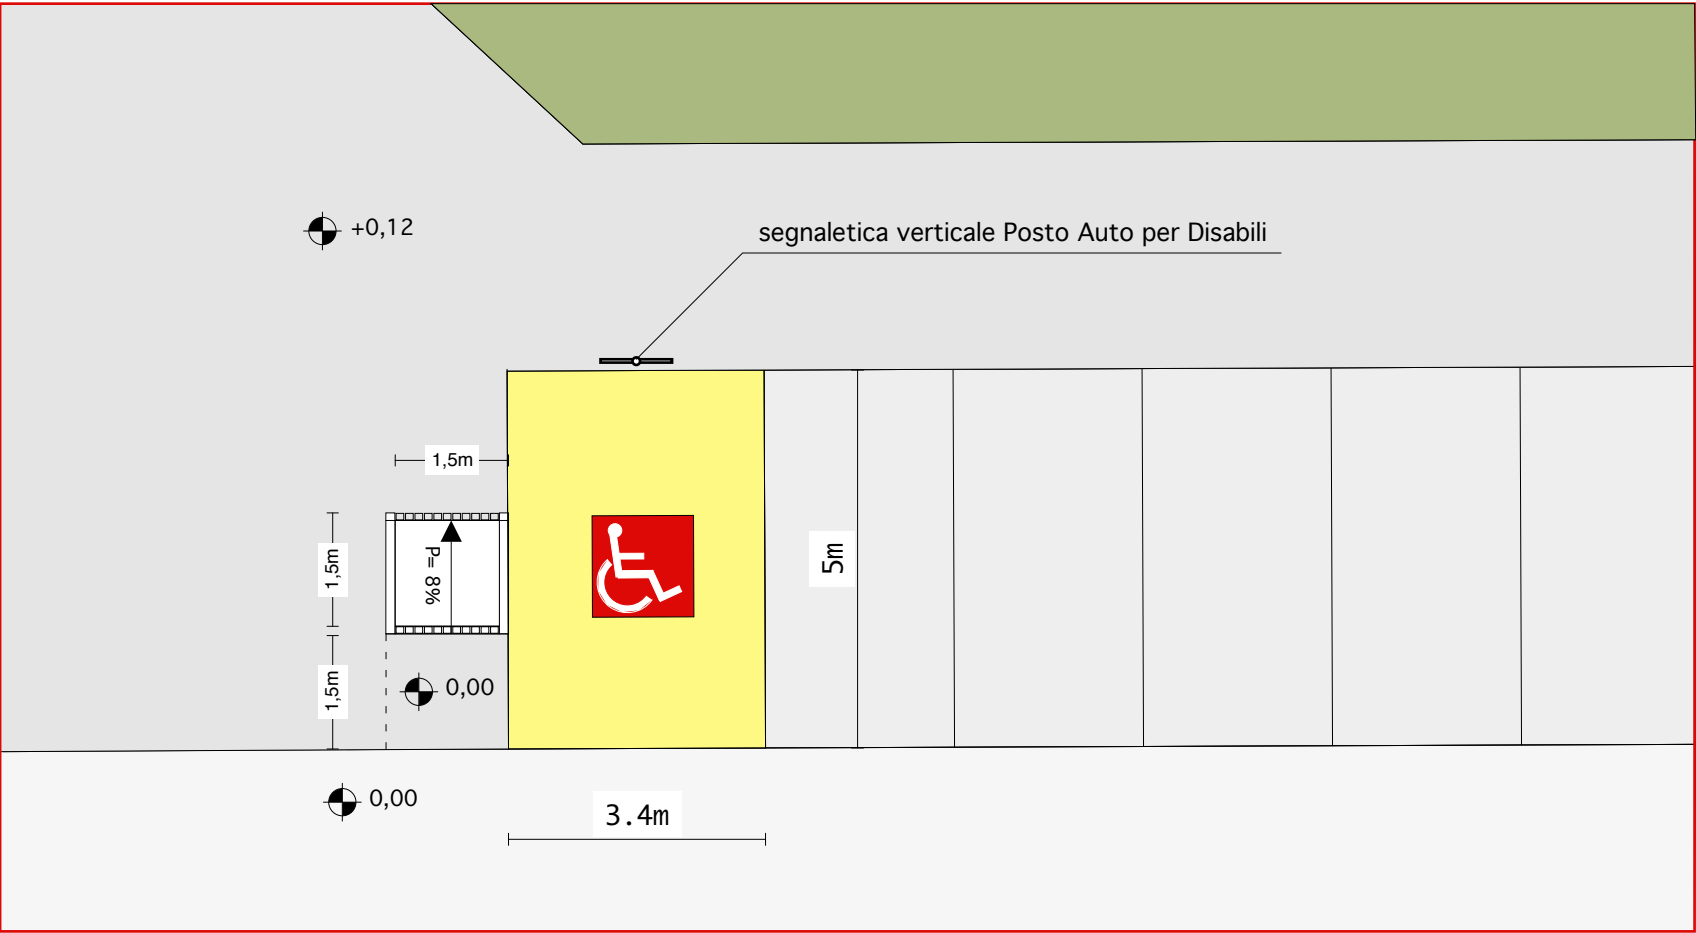 +0,12
segnaletica verticale Posto Auto per Disabili
1,5m
1,5m
P= 8%
5m
1,5m
0,00
0,00
3.4m